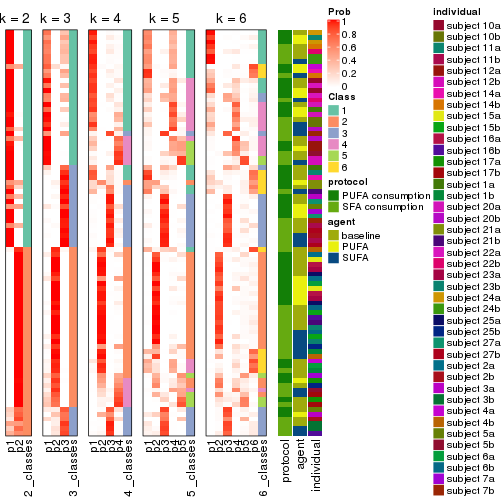 k = 2
k = 3
k = 4
k = 5
k = 6
p1
p2
2_classes
p1
p2
p3
3_classes
p1
p2
p3
p4
4_classes
p1
p2
p3
p4
p5
5_classes
p1
p2
p3
p4
p5
p6
6_classes
protocol
agent
individual
Prob
1
0.8
0.6
0.4
0.2
0
Class
1
2
3
4
5
6
protocol
PUFA consumption
SFA consumption
agent
baseline
PUFA
SUFA
individual
subject 10a
subject 10b
subject 11a
subject 11b
subject 12a
subject 12b
subject 14a
subject 14b
subject 15a
subject 15b
subject 16a
subject 16b
subject 17a
subject 17b
subject 1a
subject 1b
subject 20a
subject 20b
subject 21a
subject 21b
subject 22a
subject 22b
subject 23a
subject 23b
subject 24a
subject 24b
subject 25a
subject 25b
subject 27a
subject 27b
subject 2a
subject 2b
subject 3a
subject 3b
subject 4a
subject 4b
subject 5a
subject 5b
subject 6a
subject 6b
subject 7a
subject 7b